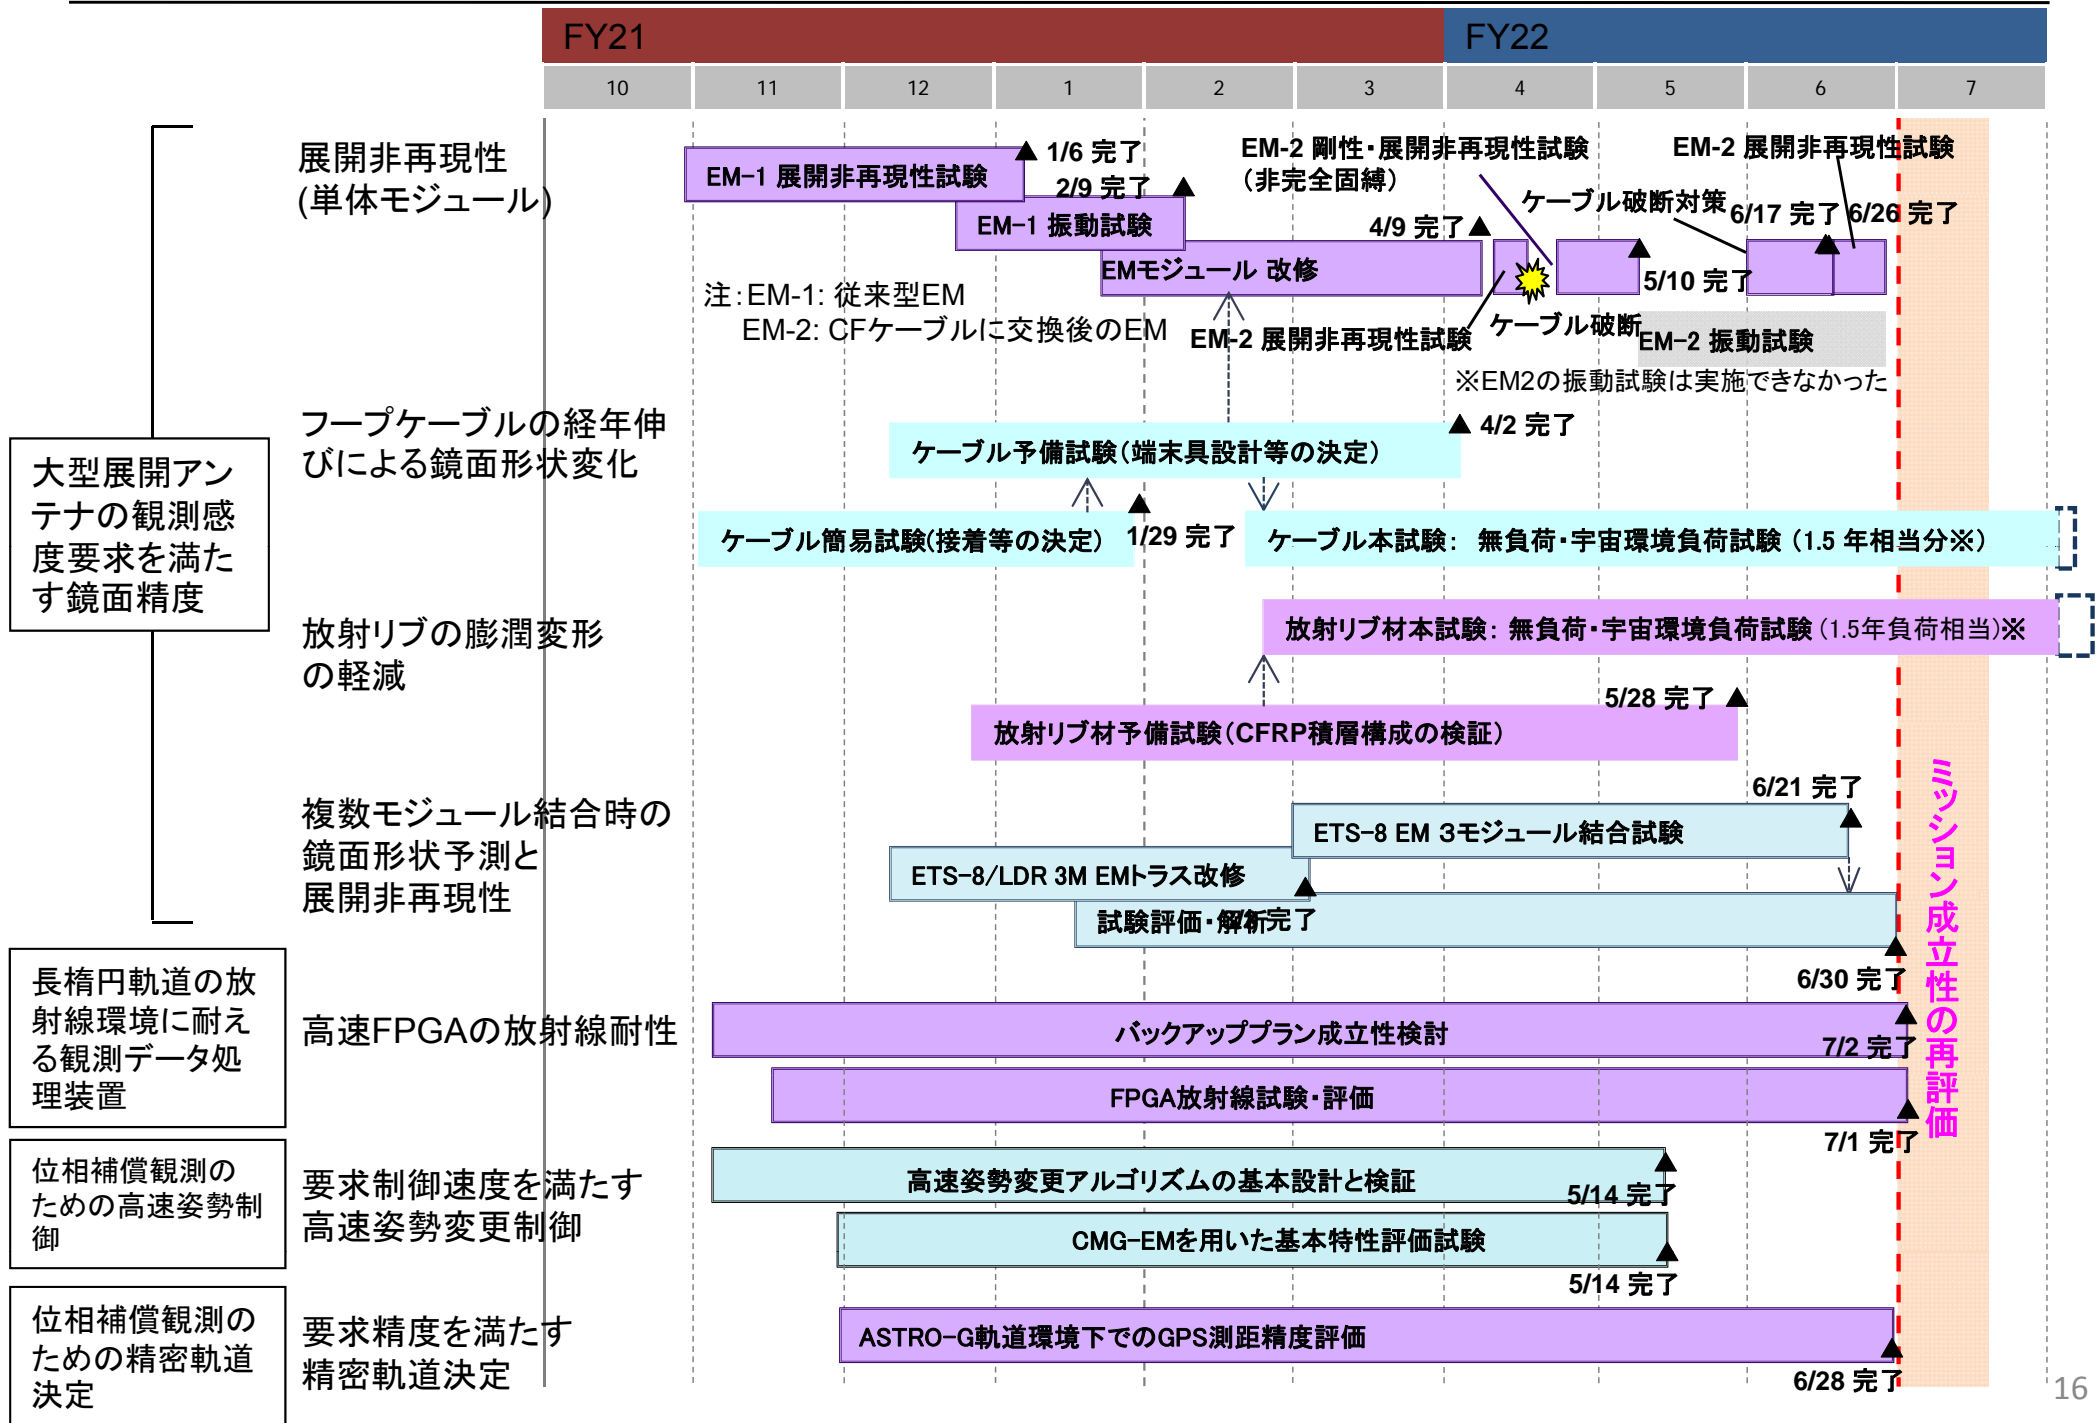 FY21
FY22
10
11
12
1
2
3
4
5
6
7
展開非再現性
(単体モジュール)
EM-1 展開非再現性試験
▲ 1/6 完了
2/9 完了▲
EM-1 振動試験
EMモジュール 改修
4/9 完了▲
EM-2 剛性・展開非再現性試験
(非完全固縛)
EM-2 展開非再現性試験
ケーブル破断対策
6/17 完了
6/26 完了
5/10 完了
注:EM-1: 従来型EM
EM-2: CFケーブルに交換後のEM
EM-2 展開非再現性試験
ケーブル破断
EM-2 振動試験
※EM2の振動試験は実施できなかった
フープケーブルの経年伸
びによる鏡面形状変化
▲ 4/2 完了
ケーブル予備試験(端末具設計等の決定)
ケーブル簡易試験(接着等の決定)
1/29 完了
ケーブル本試験: 無負荷・宇宙環境負荷試験 (1.5 年相当分※)
大型展開アン
テナの観測感
度要求を満た
す鏡面精度
放射リブの膨潤変形
の軽減
放射リブ材本試験: 無負荷・宇宙環境負荷試験 (1.5年負荷相当)※
5/28 完了 ▲
放射リブ材予備試験(CFRP積層構成の検証)
複数モジュール結合時の
鏡面形状予測と
展開非再現性
6/21 完了
ETS-8 EM 3モジュール結合試験
ETS-8/LDR 3M EMトラス改修
試験評価・解析
完了
6/30 完了
ミッション成立性の再評価
長楕円軌道の放
射線環境に耐え
る観測データ処
理装置
高速FPGAの放射線耐性
バックアッププラン成立性検討
7/2 完了
FPGA放射線試験・評価
7/1 完了
位相補償観測の
ための高速姿勢制
御
要求制御速度を満たす
高速姿勢変更制御
高速姿勢変更アルゴリズムの基本設計と検証
5/14 完了
CMG-EMを用いた基本特性評価試験
5/14 完了
位相補償観測の
ための精密軌道
決定
要求精度を満たす
精密軌道決定
ASTRO-G軌道環境下でのGPS測距精度評価
6/28 完了
16